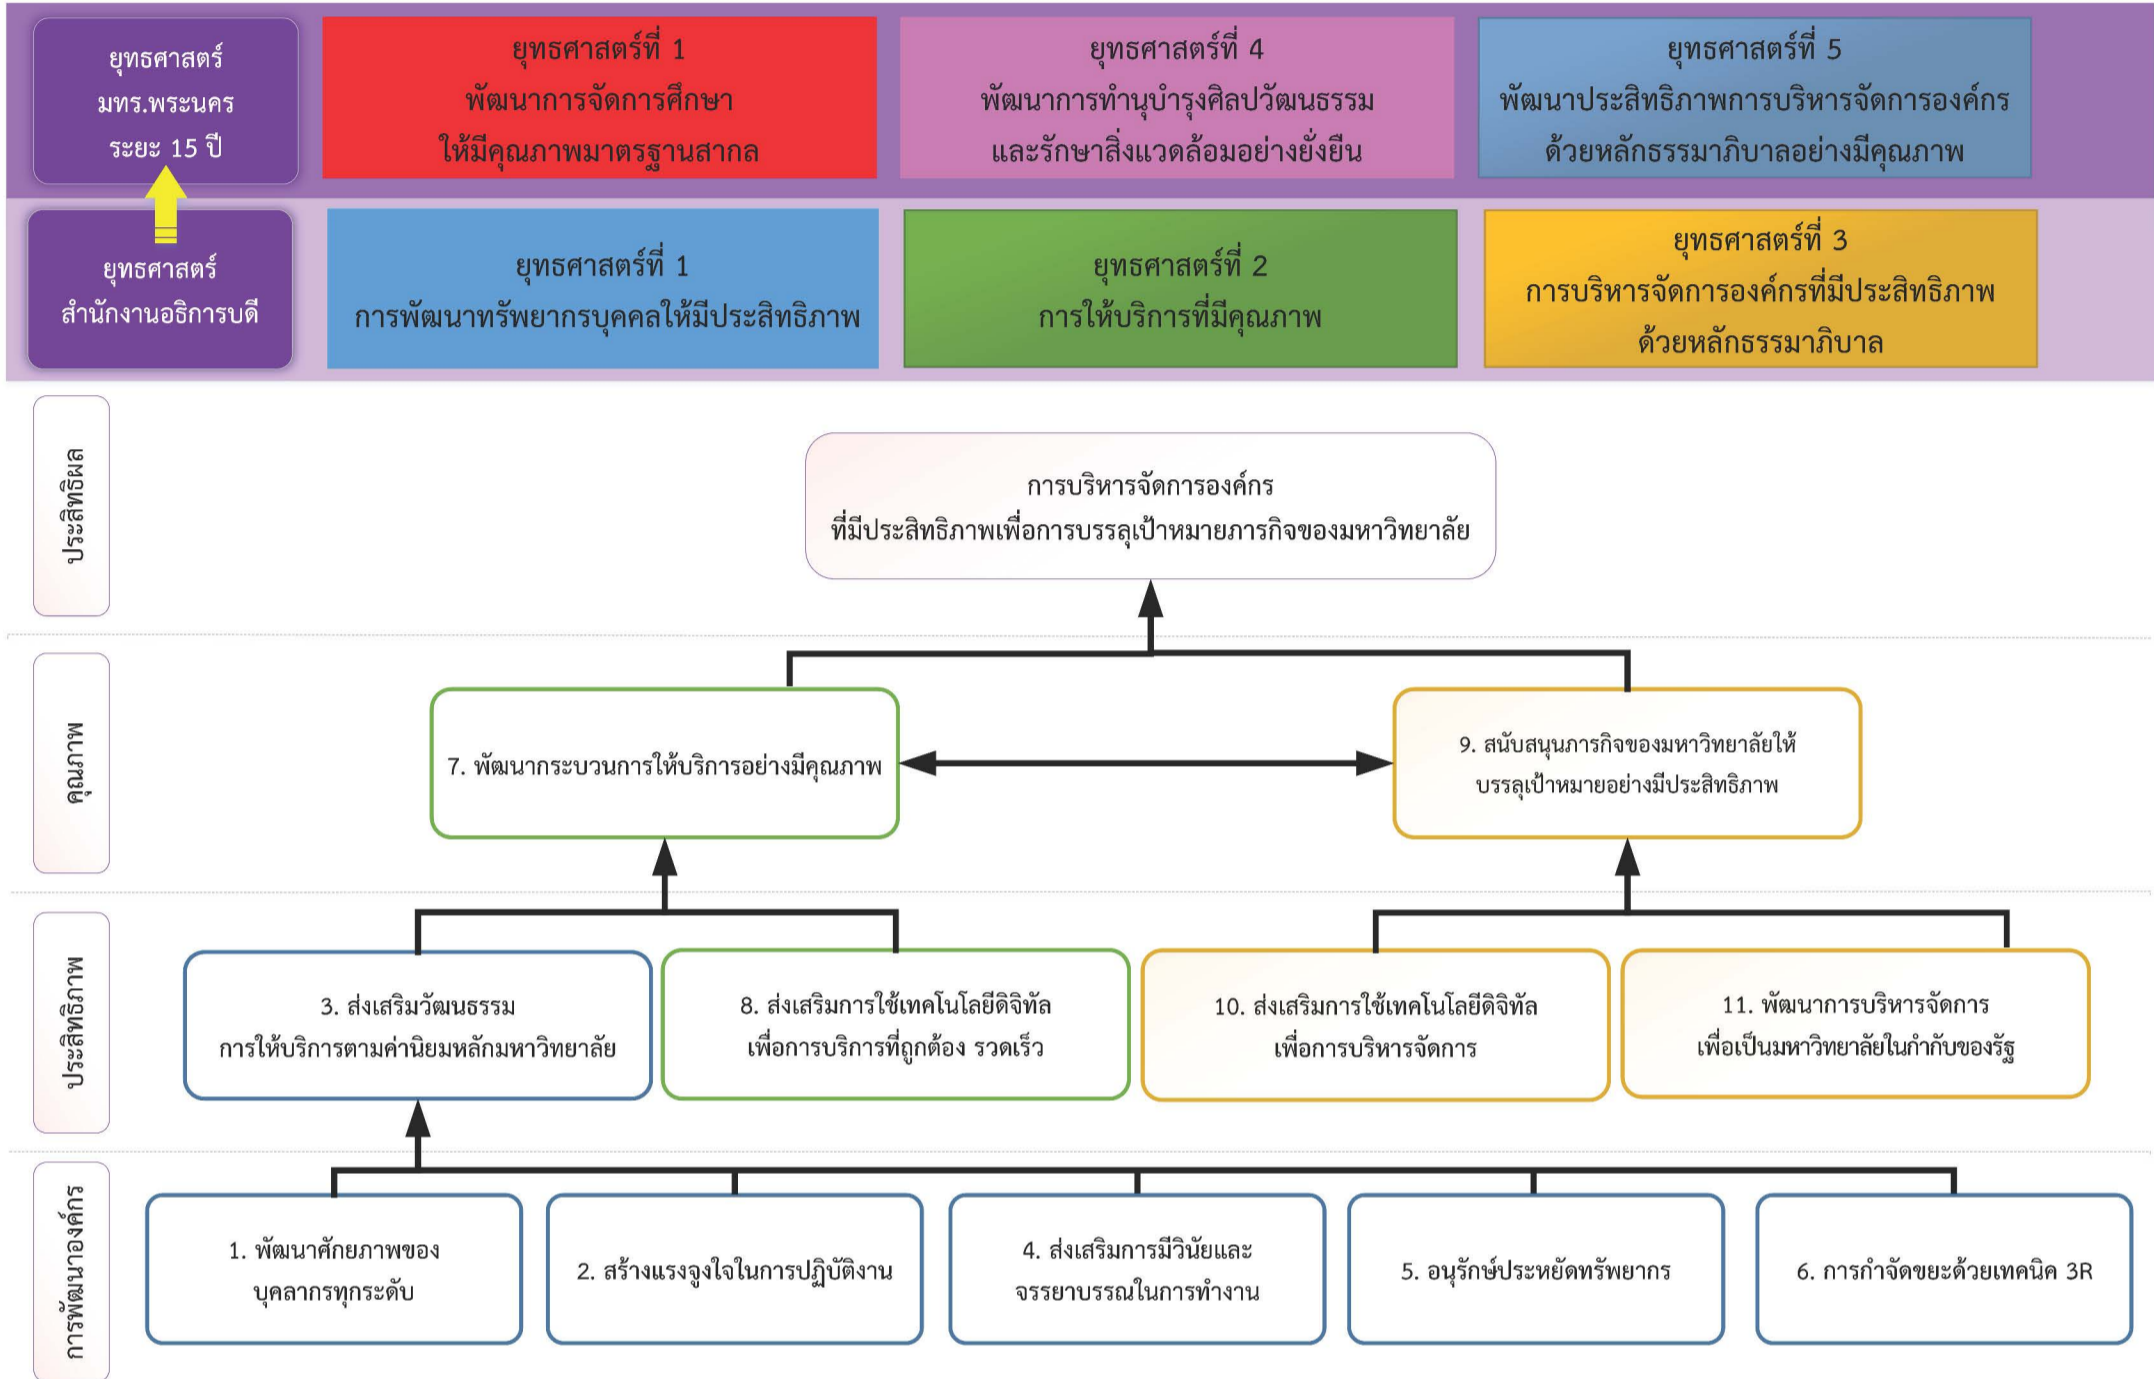 ยุทธศาสตร์
มทร.พระนคร
ระยะ 15 ปี
ยุทธศาสตร์ที่ 1
พัฒนาการจัดการศึกษา
ให้มีคุณภาพมาตรฐานสากล
ยุทธศาสตร์ที่ 4
พัฒนาการทำนุบำรุงศิลปวัฒนธรรม
และรักษาสิ่งแวดล้อมอย่างยั่งยืน
ยุทธศาสตร์ที่ 5
พัฒนาประสิทธิภาพการบริหารจัดการองค์กร
ด้วยหลักธรรมาภิบาลอย่างมีคุณภาพ
ยุทธศาสตร์
สำนักงานอธิการบดี
ยุทธศาสตร์ที่ 1
การพัฒนาทรัพยากรบุคคลให้มีประสิทธิภาพ
ยุทธศาสตร์ที่ 2
การให้บริการที่มีคุณภาพ
ยุทธศาสตร์ที่ 3
การบริหารจัดการองค์กรที่มีประสิทธิภาพ
ด้วยหลักธรรมาภิบาล
ประสิทธิผล
การบริหารจัดการองค์กร
ที่มีประสิทธิภาพเพื่อการบรรลุเป้าหมายภารกิจของมหาวิทยาลัย
คุณภาพ
7. พัฒนากระบวนการให้บริการอย่างมีคุณภาพ
9. สนับสนุนภารกิจของมหาวิทยาลัยให้
บรรลุเป้าหมายอย่างมีประสิทธิภาพ
ประสิทธิภาพ
3. ส่งเสริมวัฒนธรรม
การให้บริการตามค่านิยมหลักมหาวิทยาลัย
8. ส่งเสริมการใช้เทคโนโลยีดิจิทัล
เพื่อการบริการที่ถูกต้อง รวดเร็ว
10. ส่งเสริมการใช้เทคโนโลยีดิจิทัล
เพื่อการบริหารจัดการ
11. พัฒนาการบริหารจัดการ
เพื่อเป็นมหาวิทยาลัยในกำกับของรัฐ
การพัฒนาองค์กร
1. พัฒนาศักยภาพของ
บุคลากรทุกระดับ
2. สร้างแรงจูงใจในการปฏิบัติงาน
4. ส่งเสริมการมีวินัยและ
จรรยาบรรณในการทำงาน
5. อนุรักษ์ประหยัดทรัพยากร
6. การกำจัดขยะด้วยเทคนิค 3R